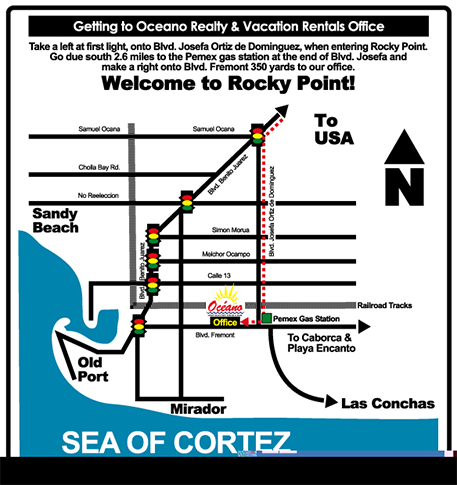 Getting to Oceano Realty & Vacation Rentals Office
Take a left at first light, onto Blvd. Josefa Ortiz de Dominguez, when entering Rocky Point.
Go due south 2.6 miles to the Pemex gas station at the end of Blvd. Josefa and
make a right onto Blvd. Fremont 350 yards to our office.
Welcome to Rocky Point!
To
USA
Samuel Ocana
Samuel Ocana
Cholla Bay Rd.
Blvd. Benito Juarez
Blvd. Josefa Ortiz de Dominguez
N
No Reeleccion
Sandy
Beach
Simon Morua
Blvd. Benito Juarez
Melchor Ocampo
Calle 13
Océano
Railroad Tracks
Office
Pemex Gas Station
Blvd. Fremont
To Caborca &
Playa Encanto
Old
Port
Mirador
Las Conchas
SEA OF CORTEZ